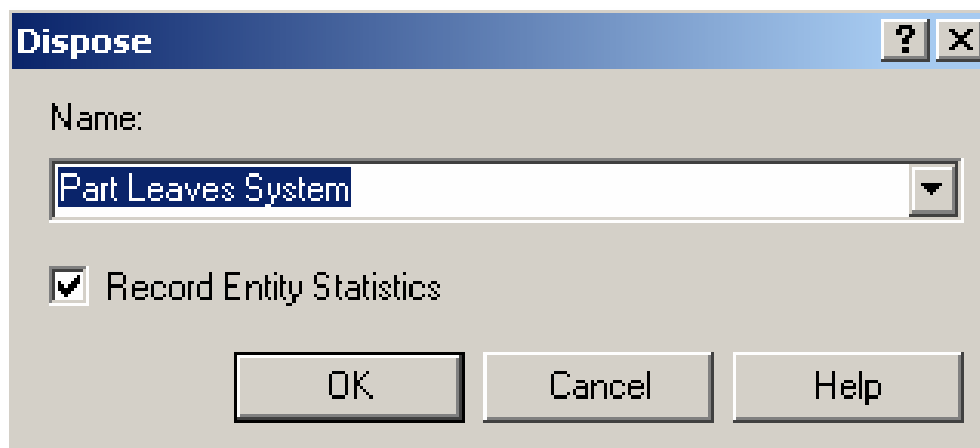 Dispose
Name:
Part Leaves System
Record Entity Statistics
OK Cancel Help